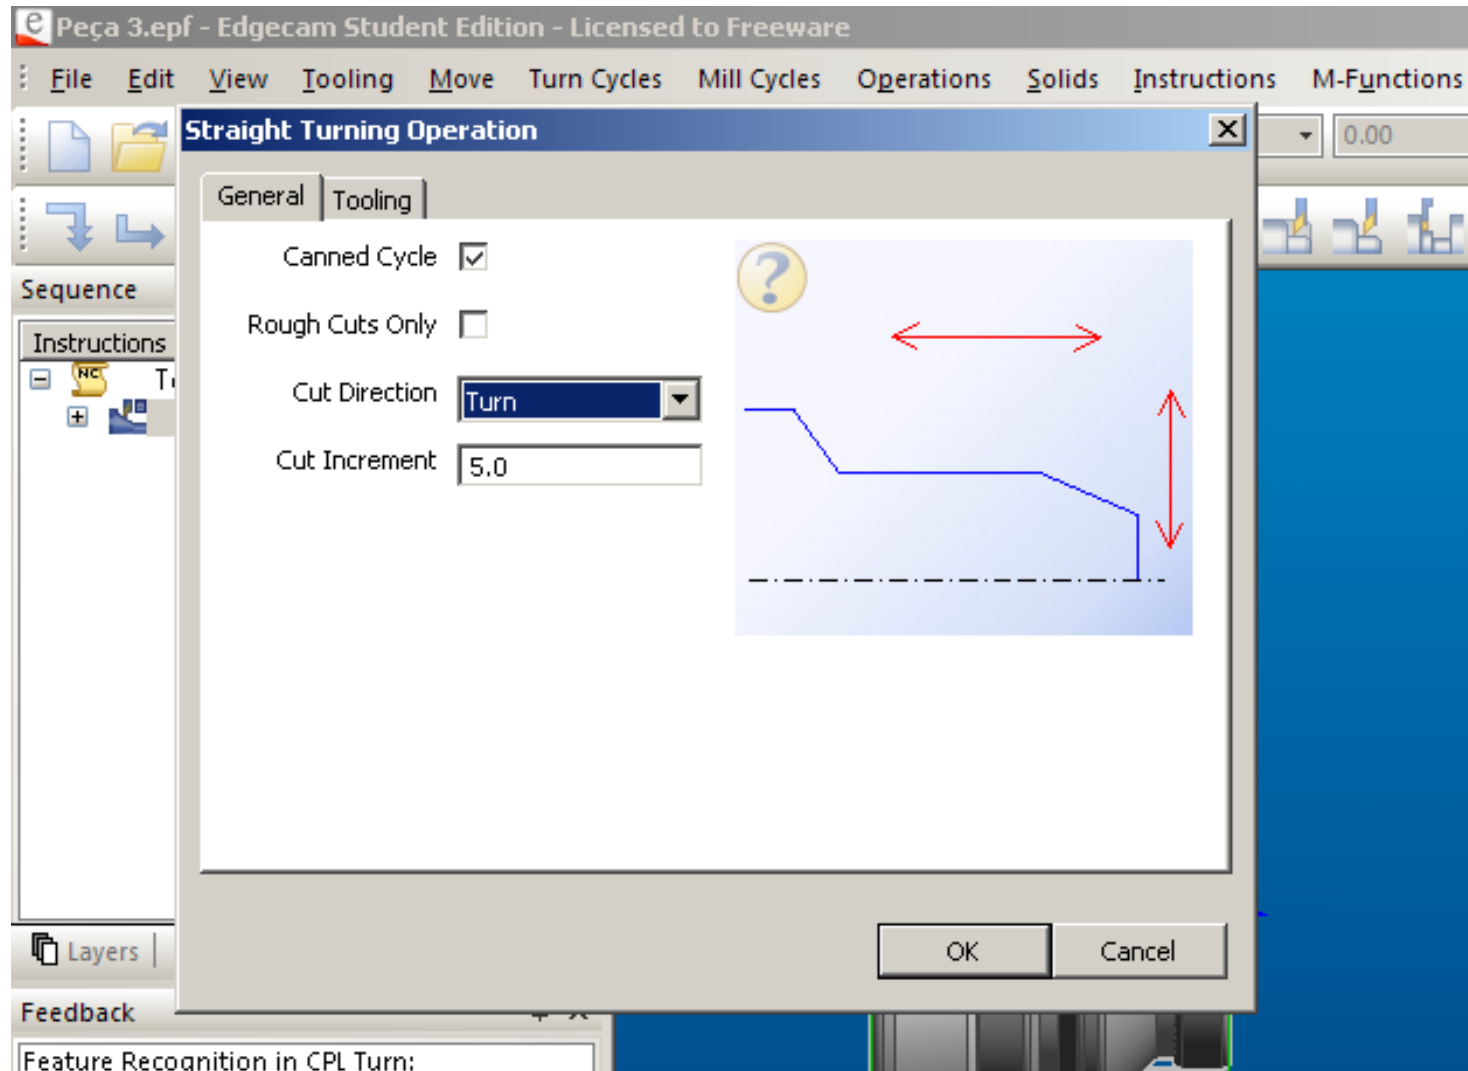 Peça 3.epf - Edgecam Student Edition - Licensed to Freeware
File Edit View Tooling Move Turn Cycles Mill Cycles Operations Solids Instructions M-Functions
Straight Turning Operation
0.00
General Tooling
Canned Cycle
Rough Cuts Only
Cut Direction Turn
Cut Increment 5.0
Sequence
Instructions
NC
OK Cancel
Layers
Feedback
Feature Recognition in CPL Turn: